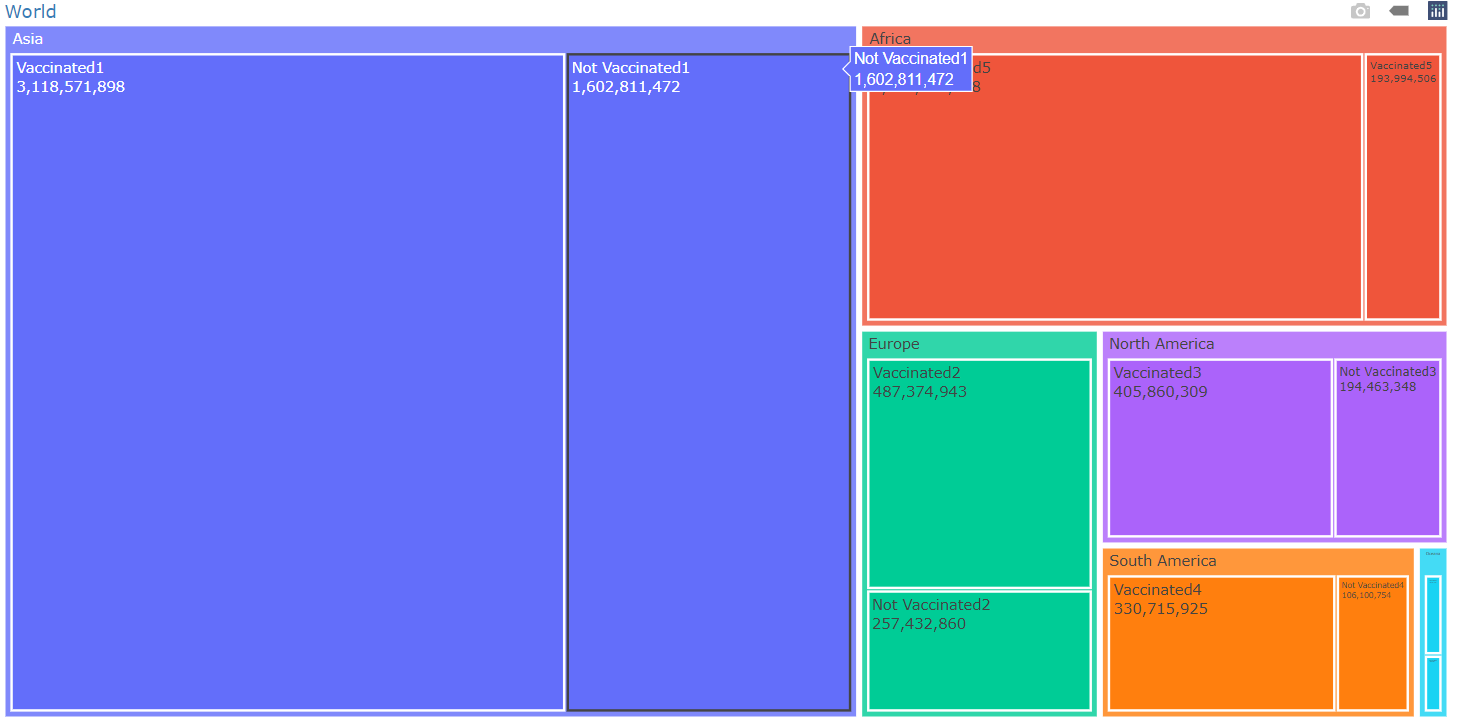 World
Asia
Vaccinated1
3,118,571,898
Not Vaccinated1
1,602,811,472
Not Vaccinated1
1,602,811,472
Africa
d5
8
Vaccinated5
193,994,506
Europe
Vaccinated2
487,374,943
Not Vaccinated2
257,432,860
North America
Vaccinated3
405,860,309
Not Vaccinated3
194,463,348
South America
Vaccinated4
330,715,925
Not Vaccinated4
106,100,754